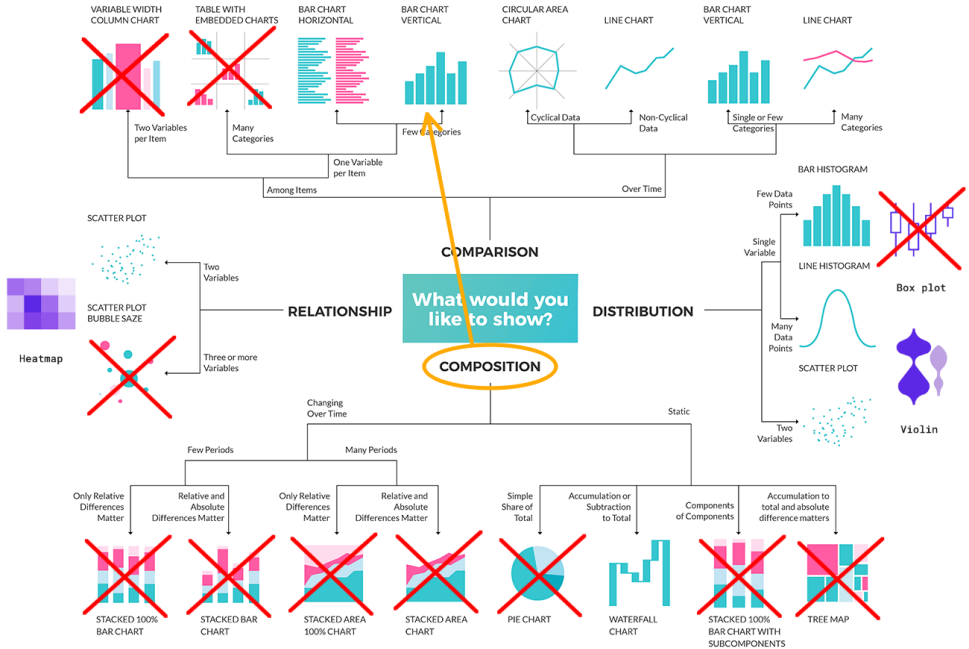 VARIABLE WIDTH
COLUMN CHART
TABLE WITH
EMBEDDED CHARTS
BAR CHART
HORIZONTAL
BAR CHART
VERTICAL
CIRCULAR AREA
CHART
LINE CHART
BAR CHART
VERTICAL
LINE CHART
Two Variables
per Item
Many
Categories
Few Categories
Cyclical Data
Non-Cyclical
Data
Single or Few
Categories
Many
Categories
One Variable
per Item
Among Items
Over Time
COMPARISON
What would you
like to show?
RELATIONSHIP
SCATTER PLOT
Two
Variables
SCATTER PLOT
BUBBLE SAZE
Three or more
Variables
Heatmap
DISTRIBUTION
BAR HISTOGRAM
Few Data
Points
Single
Variable
LINE HISTOGRAM
Many
Data
Points
SCATTER PLOT
Two
Variables
Box plot
Violin
COMPOSITION
Changing
Over Time
Static
Few Periods
Many Periods
Only Relative
Differences
Matter
Relative and
Absolute
Differences Matter
Only Relative
Differences
Matter
Relative and
Absolute
Differences Matter
Simple
Share of
Total
Accumulation or
Subtraction
to Total
Components
of Components
Accumulation to
total and absolute
difference matters
STACKED 100%
BAR CHART
STACKED BAR
CHART
STACKED AREA
100% CHART
STACKED AREA
CHART
PIE CHART
WATERFALL
CHART
STACKED 100%
BAR CHART WITH
SUBCOMPONENTS
TREE MAP